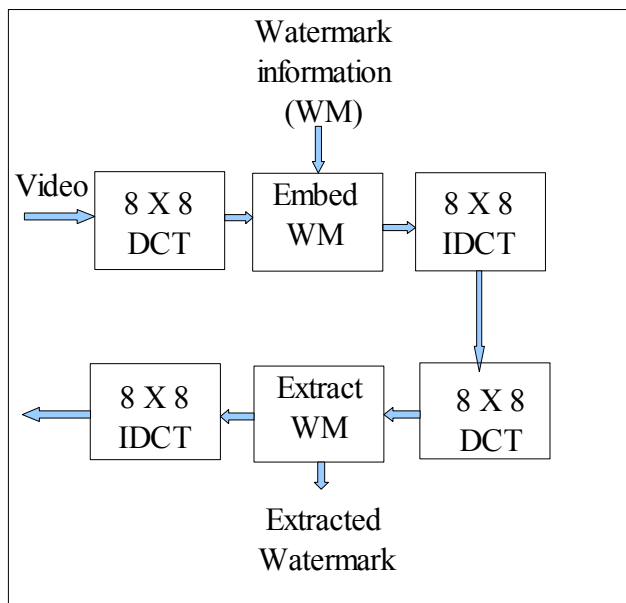 Watermark
information
(WM)
Video
8 X 8
DCT
Embed
WM
8 X 8
IDCT
8 X 8
IDCT
Extract
WM
8 X 8
DCT
Extracted
Watermark